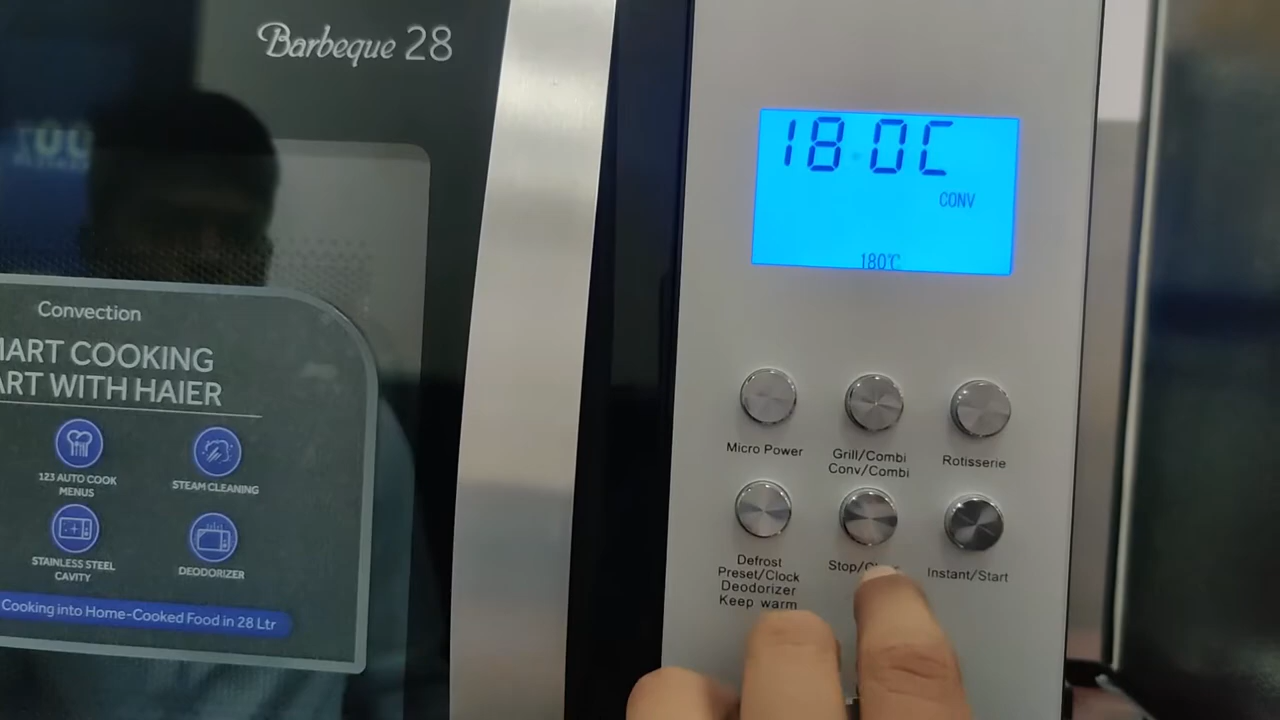 Barbeque 28
18 0C
CONV
180℃
Convection
MART COOKING
ART WITH HAIER
123 AUTO COOK
MENUS
STEAM CLEANING
STAINLESS STEEL
CAVITY
DEODORIZER
Cooking into Home-Cooked Food in 28 Ltr
Micro Power
Grill/Combi
Conv/Combi
Rotisserie
Defrost
Preset/Clock
Deodorizer
Keep warm
Stop/
Instant/Start